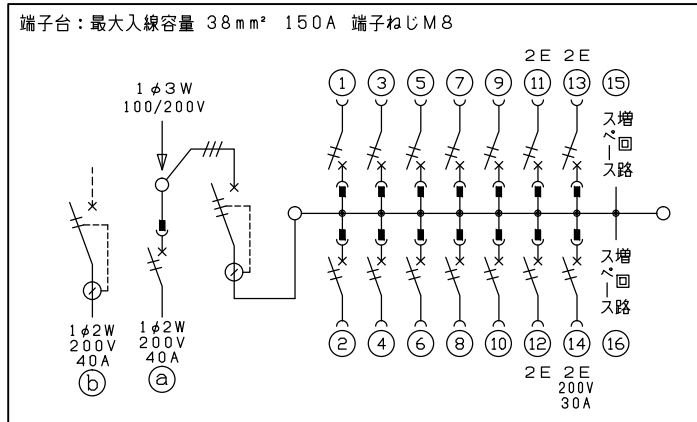 端子台：最大入線容量 38mm² 150A 端子ねじM8
2E 2E
1 3 5 7 9 11 13 15
1φ3W
100/200V
増回路
スペース
増回路
スペース
2 4 6 8 10 12 14 16
2E 2E
200V
30A
1φ2W
200V
40A
b
1φ2W
200V
40A
a